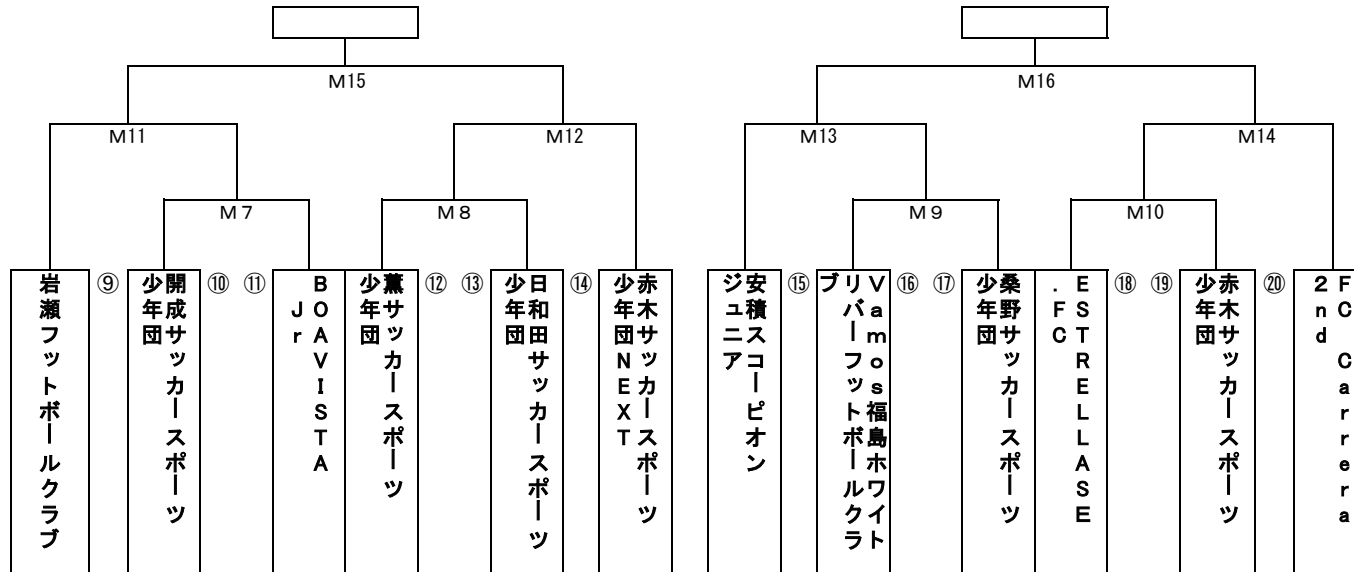 M15
M16
M11
M12
M13
M14
M7
M8
M9
M10
岩瀬フットボールクラブ
⑨
開成サッカースポーツ
少年団
⑩
⑪
BOAVISTA
Jr
薫サッカースポーツ
少年団
⑫
⑬
日和田サッカースポーツ
少年団
⑭
赤木サッカースポーツ
少年団NEXT
安積スコーピオン
ジュニア
⑮
Vamos福島ホワイト
リバーフットボールクラ
ブ
⑯
⑰
桑野サッカースポーツ
少年団
ESTRELLASE
.FC
⑱
⑲
赤木サッカースポーツ
少年団
⑳
FC Carrera
2nd